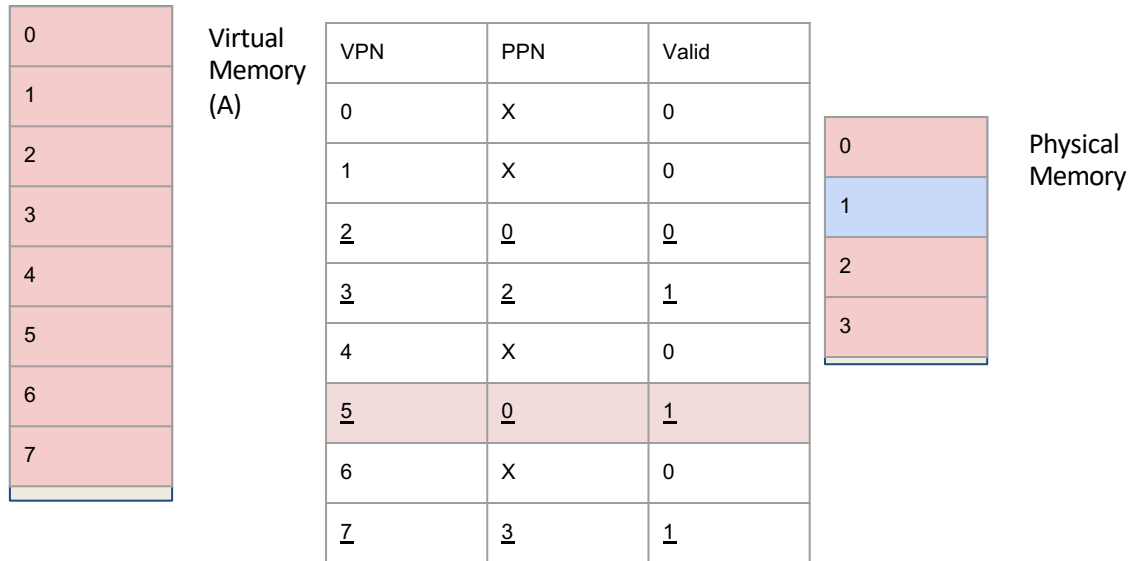 0
1
2
3
4
5
6
7
Virtual
Memory
(A)
VPN PPN Valid
0 X 0
1 X 0
2 0 0
3 2 1
4 X 0
5 0 1
6 X 0
7 3 1
0
1
2
3
Physical
Memory